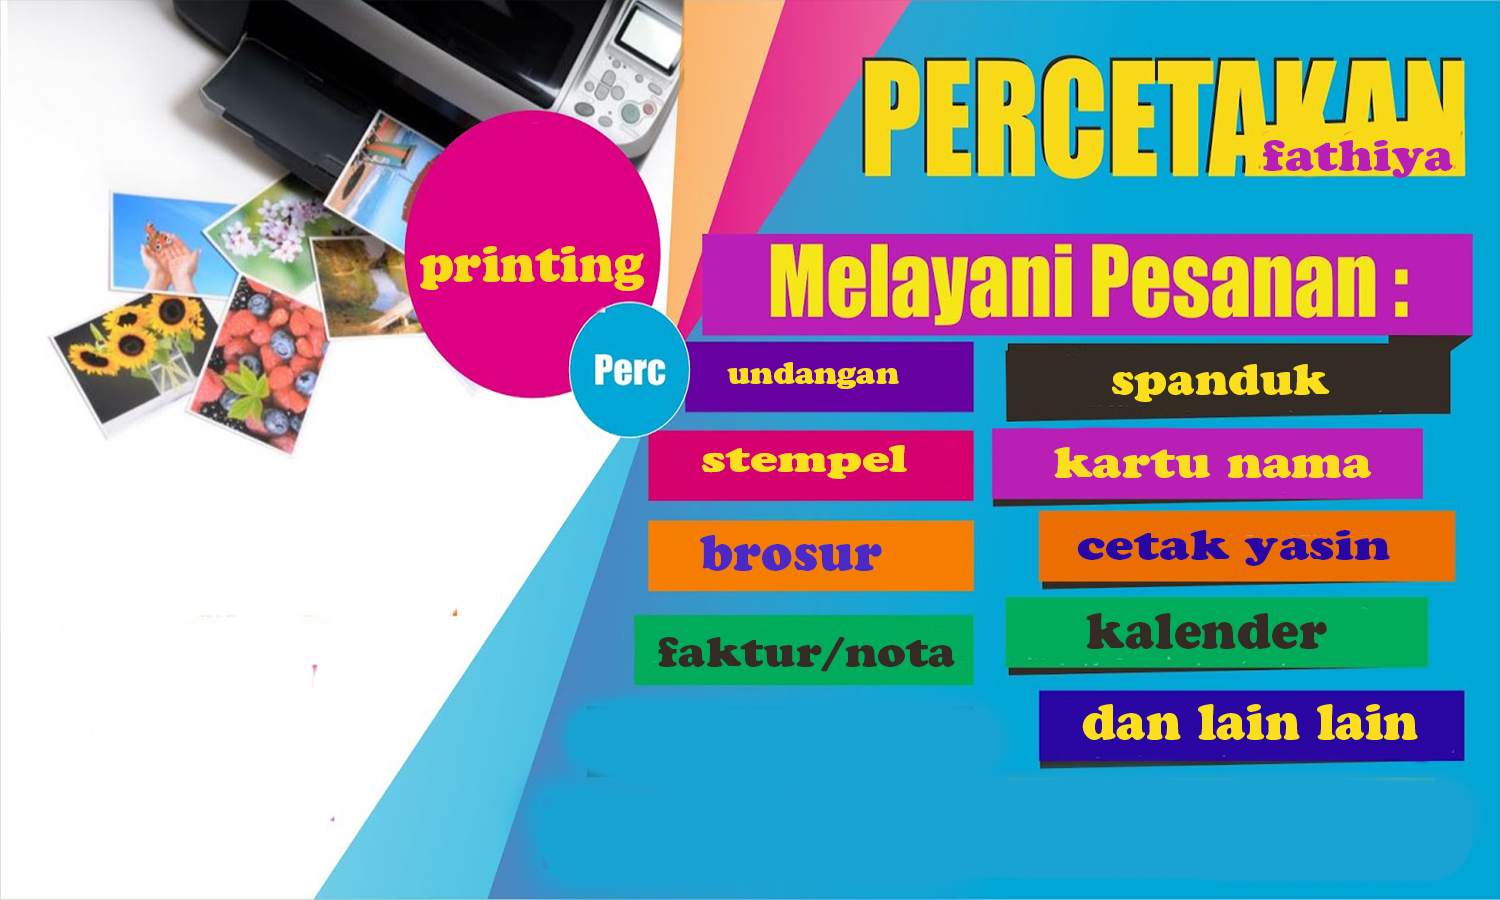 PERCETAKAN
fathiya
printing
Perc
Melayani Pesanan :
undangan
spanduk
stempel
kartu nama
brosur
cetak yasin
faktur/nota
kalender
dan lain lain